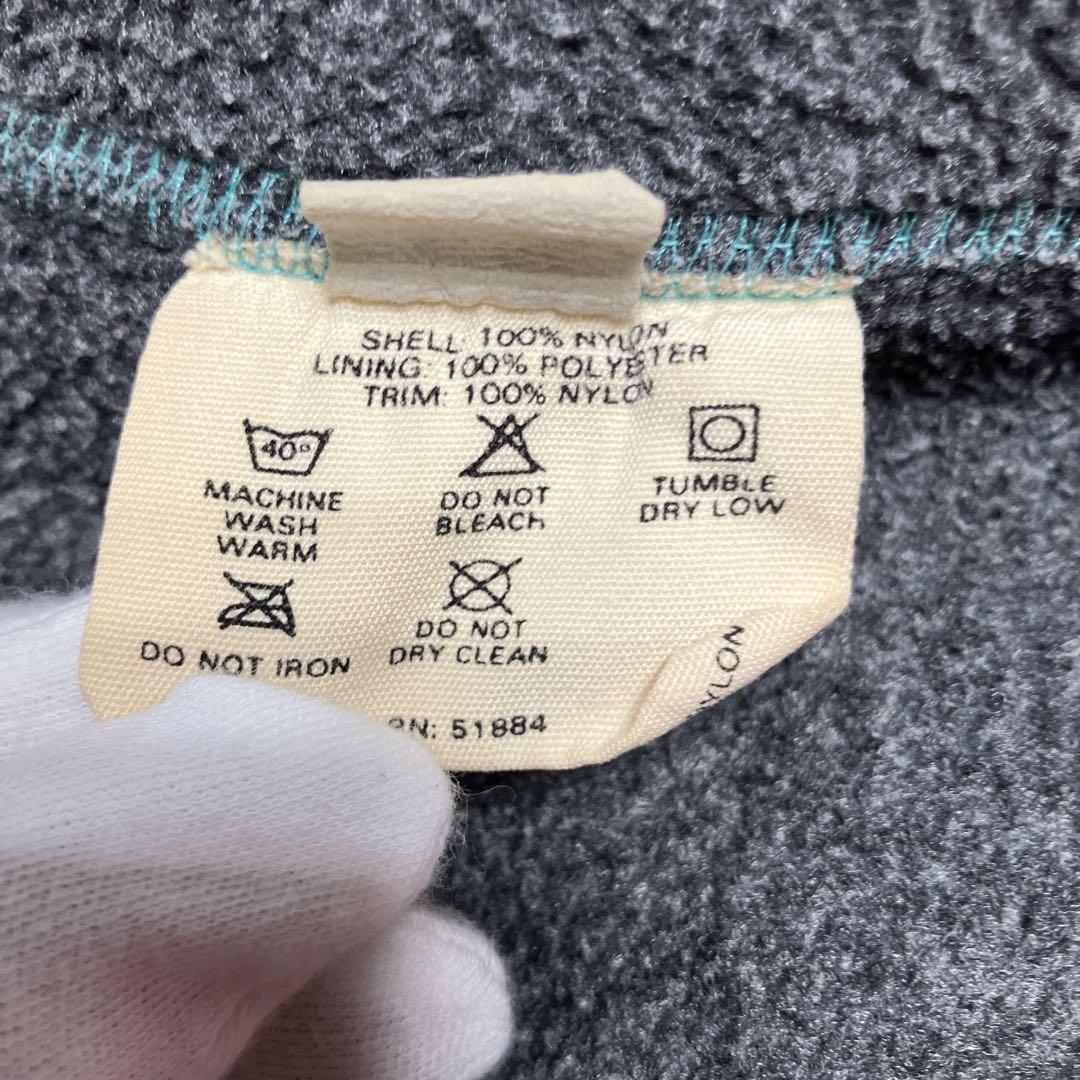 SHELL: 100% NYLON
LINING: 100% POLYESTER
TRIM: 100% NYLON
40°
MACHINE
WASH
WARM
DO NOT
BLEACH
TUMBLE
DRY LOW
DO NOT IRON
DO NOT
DRY CLEAN
RN: 51884
NYLON